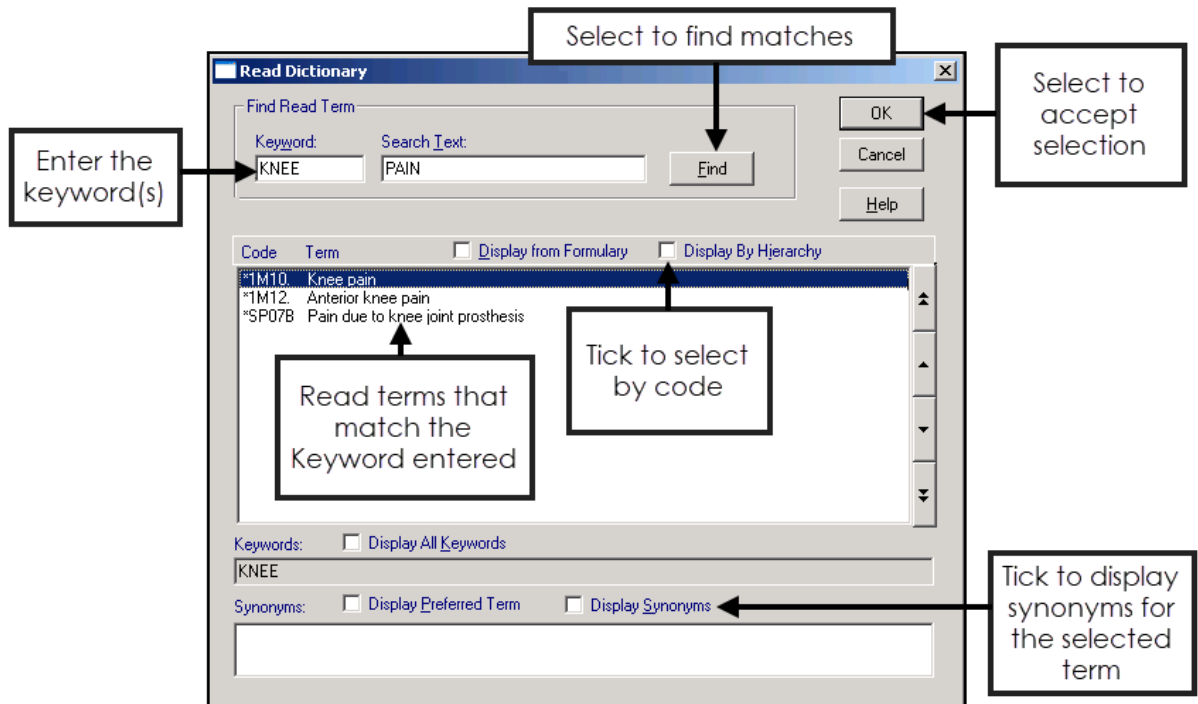 Select to find matches
Read Dictionary
Select to
accept
selection
Find Read Term
OK
Enter the
keyword(s)
Keyword:
Search Text:
KNEE
PAIN
Find
Cancel
Help
Code
Term
Display from Formulary
Display By Hierarchy
*1M10. Knee pain
*1M12. Anterior knee pain
*SP07B Pain due to knee joint prosthesis
Read terms that
match the
Keyword entered
Tick to select
by code
Keywords:
Display All Keywords
KNEE
Synonyms:
Display Preferred Term
Display Synonyms
Tick to display
synonyms for
the selected
term